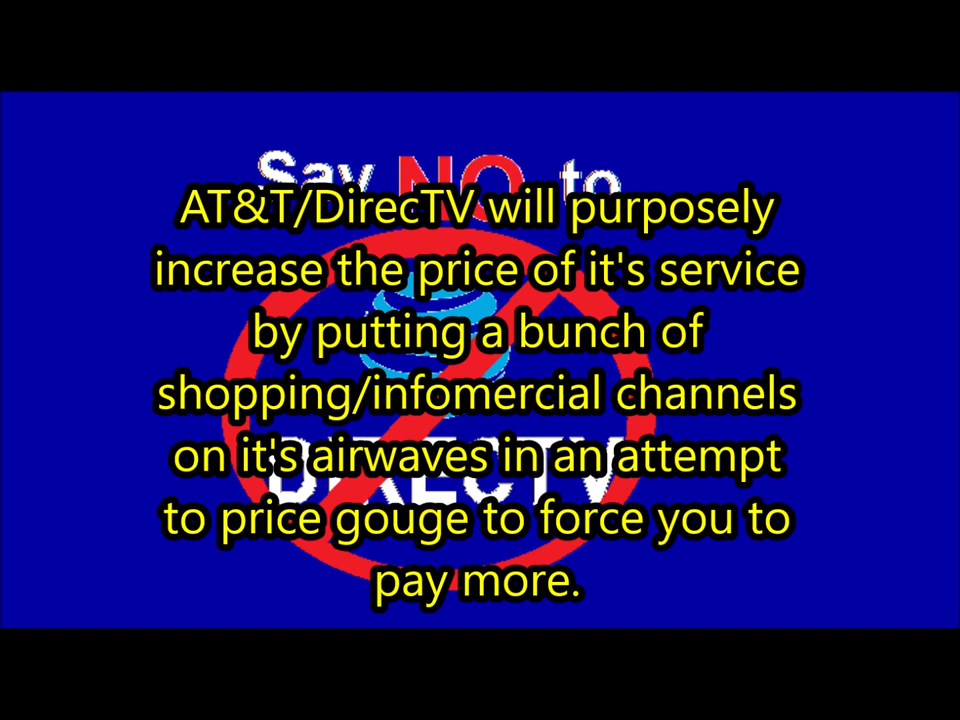 Say NO to
AT&T/DirecTV will purposely
increase the price of it's service
by putting a bunch of
shopping/infomercial channels
on it's airwaves in an attempt
to price gouge to force you to
pay more.
DIRECTV